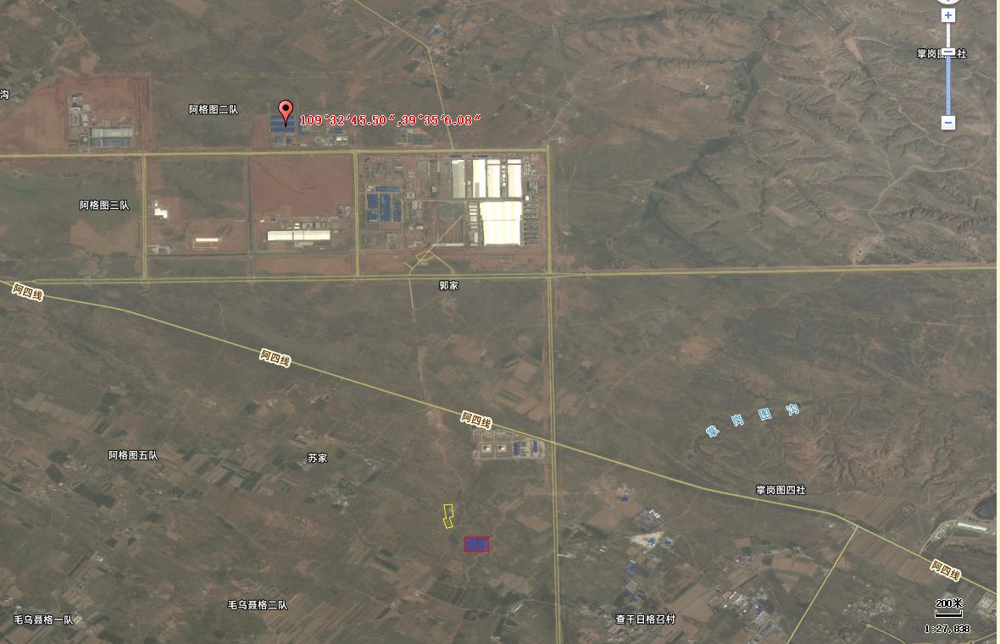 掌岗图三社
沟
阿格图二队
109°32′45.50″,39°35′6.08″
阿格图三队
郭家
阿四线
阿四线
阿四线
掌岗图沟
阿格图五队
苏家
掌岗图四社
阿四线
毛乌聂格二队
200米
毛乌聂格一队
查干日格召村
1:27,838